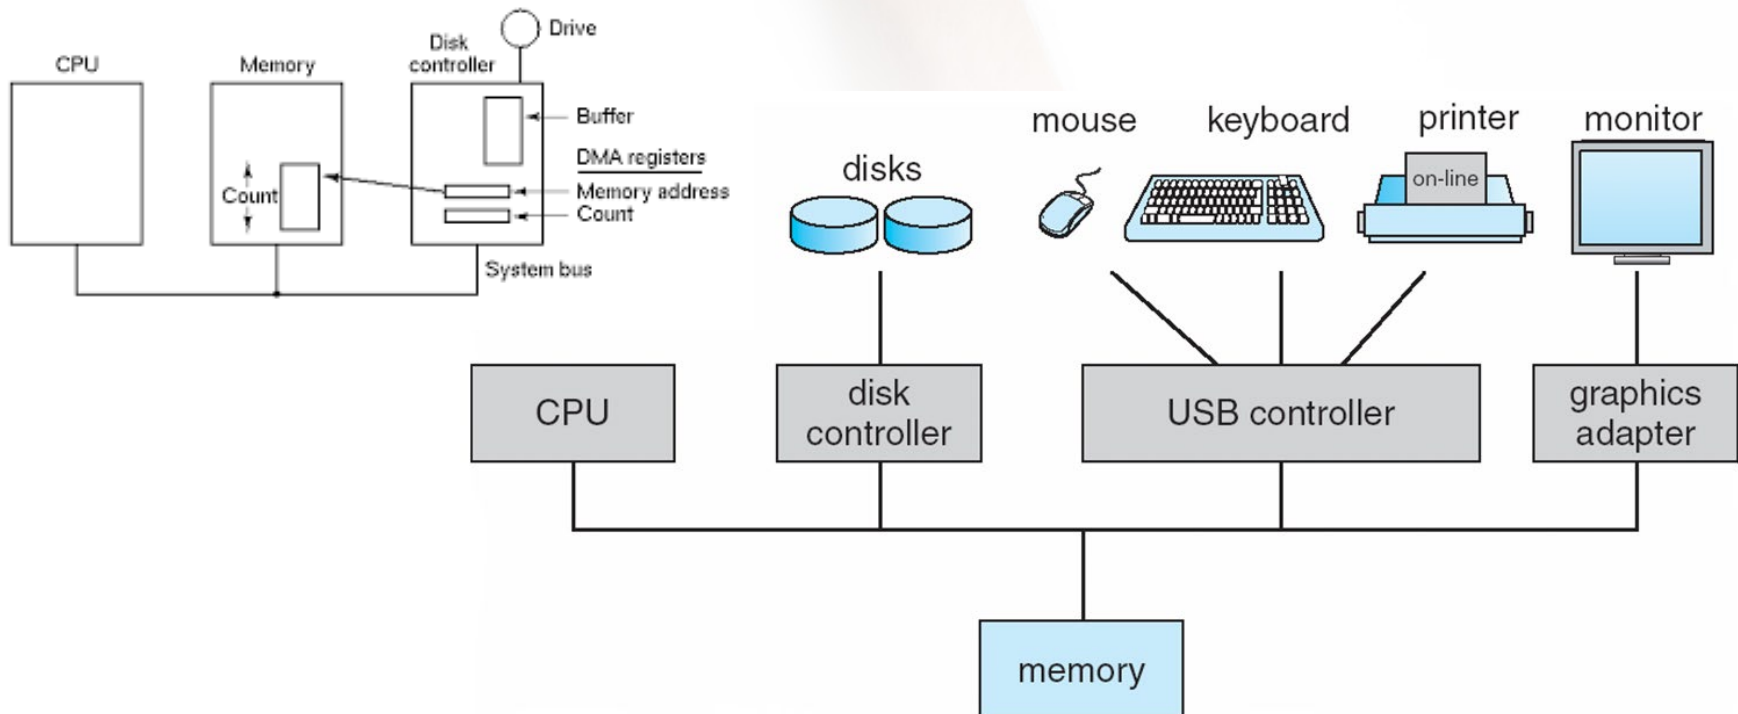 Drive
Disk
controller
CPU
Memory
Buffer
DMA registers
Memory address
Count
Count
System bus
mouse
keyboard
printer
monitor
disks
on-line
CPU
disk
controller
USB controller
graphics
adapter
memory